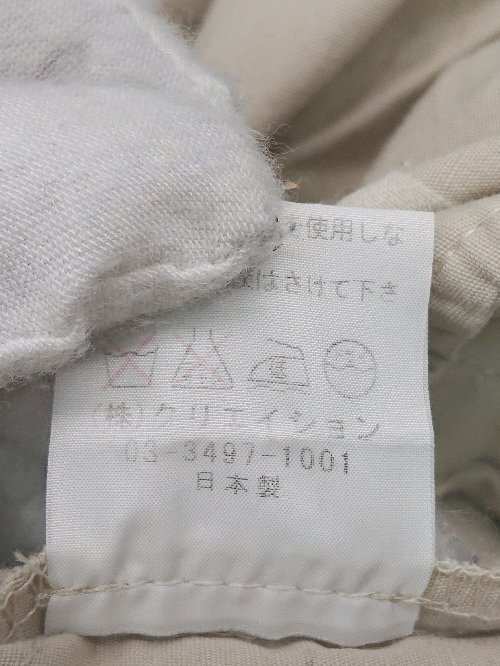 使用しな
はさけて下さ
(株)クリエイション
03-3497-1001
日本製